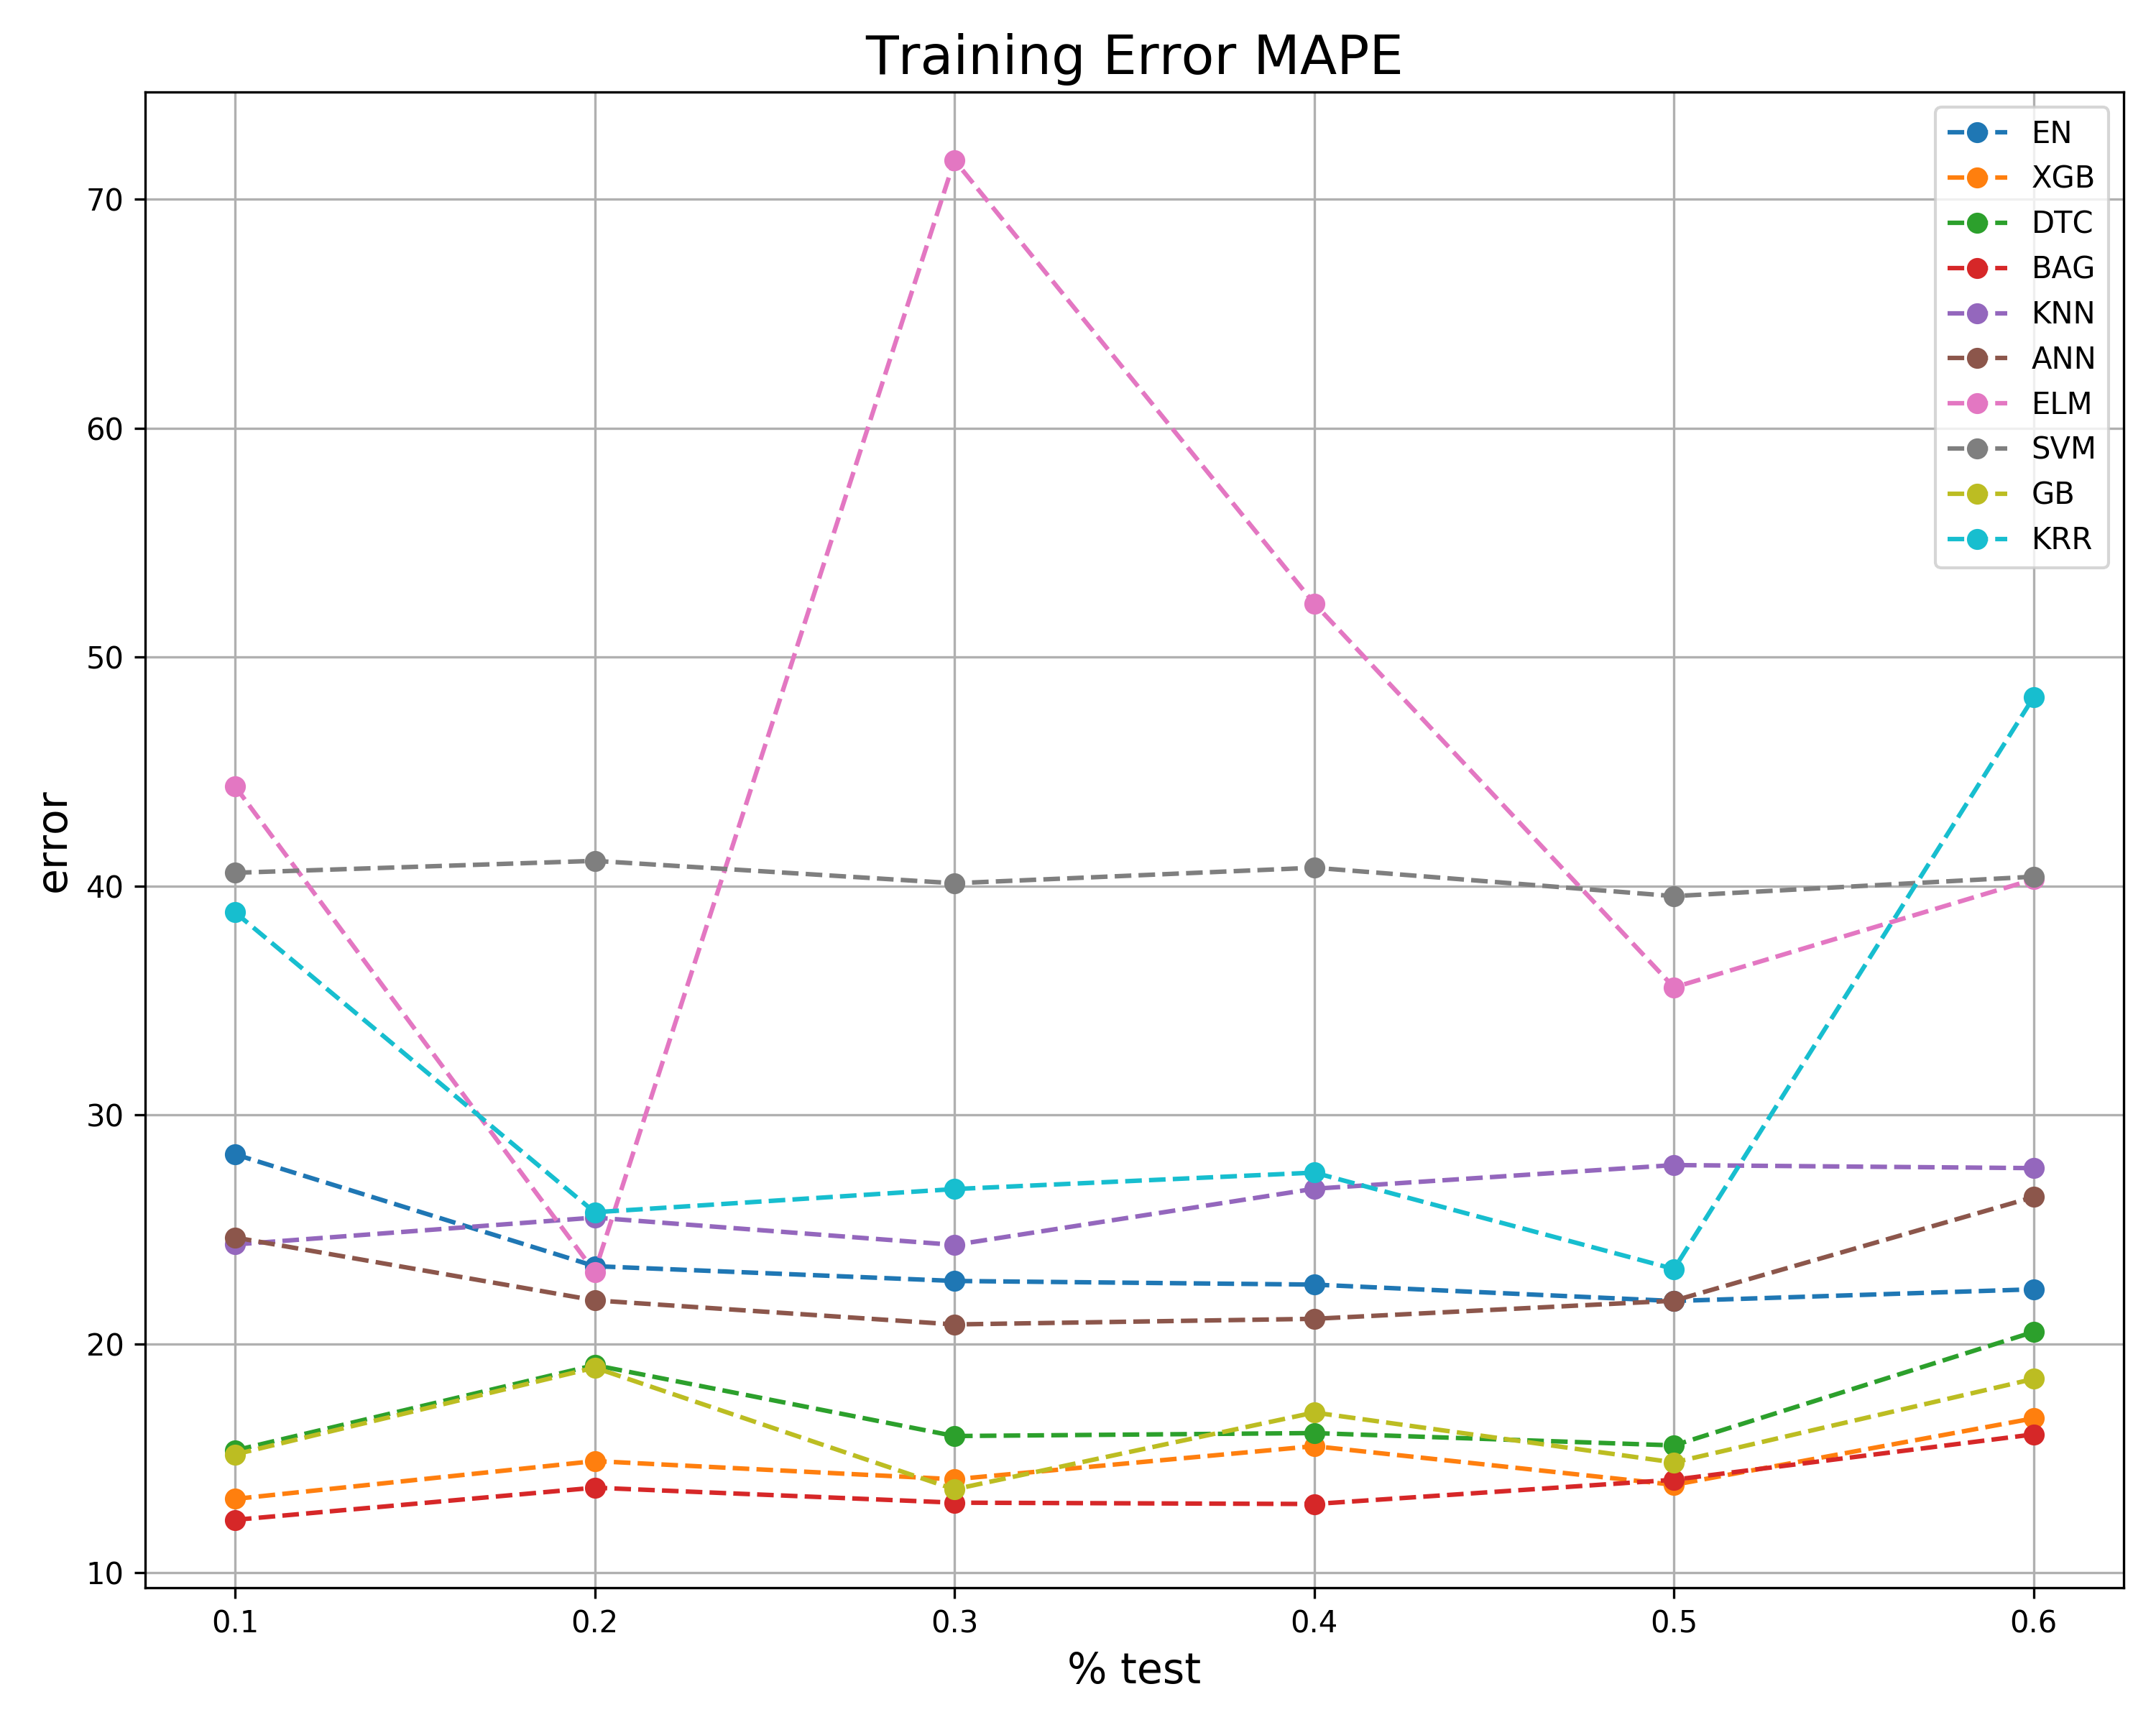 Training Error MAPE
EN
XGB
DTC
BAG
KNN
ANN
ELM
SVM
GB
KRR
70
60
50
40
30
20
10
error
0.1 0.2 0.3 0.4 0.5 0.6
% test